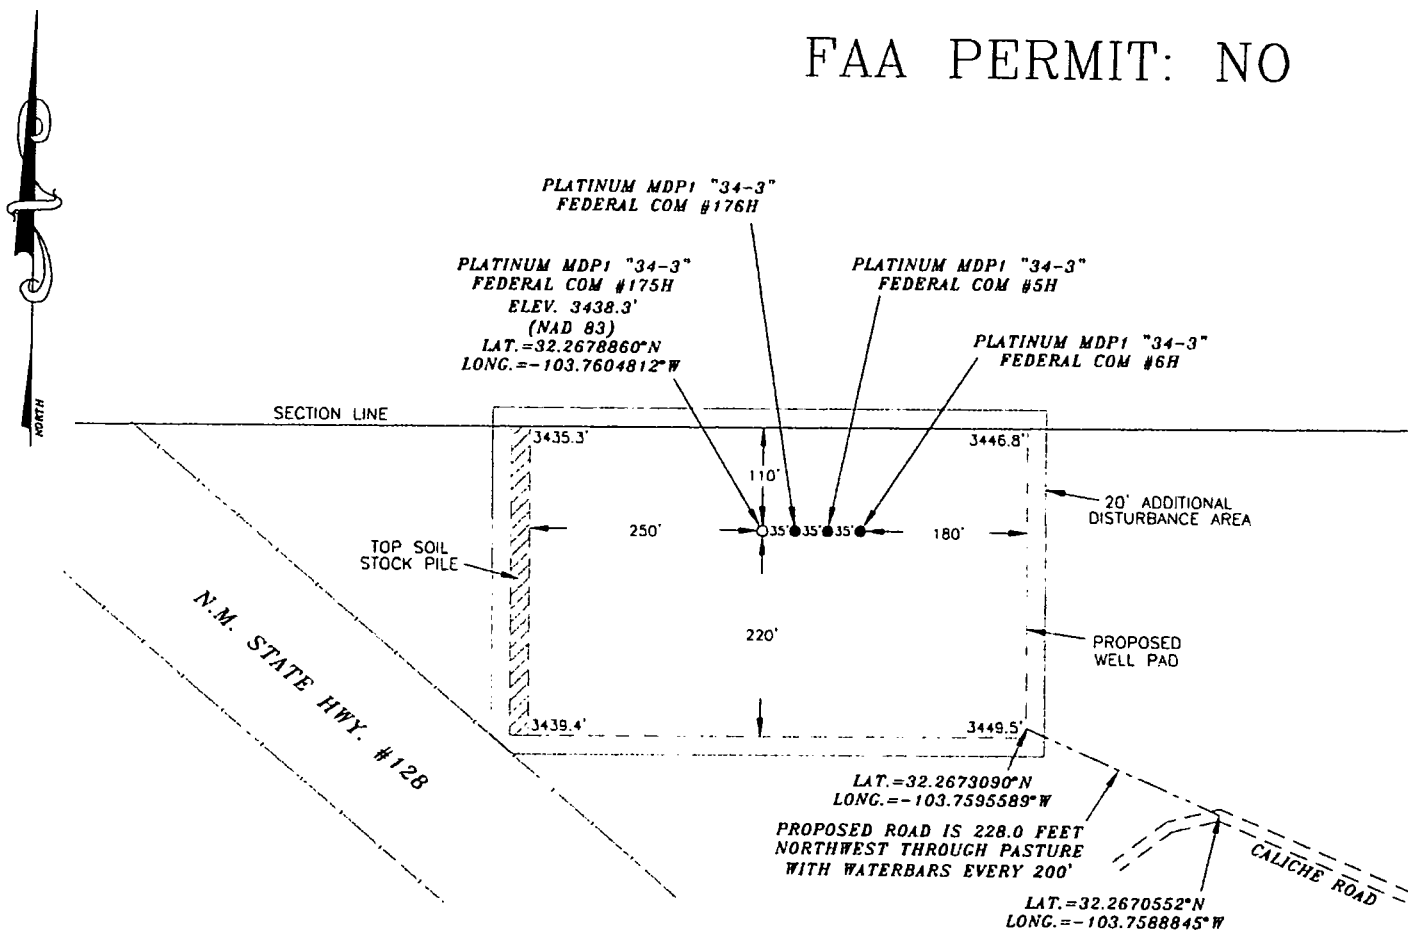 FAA PERMIT: NO
NORTH
PLATINUM MDP1 "34-3"
FEDERAL COM #176H
PLATINUM MDP1 "34-3"
FEDERAL COM #175H
ELEV. 3438.3'
(NAD 83)
LAT.=32.2678860°N
LONG.=-103.7604812°W
PLATINUM MDP1 "34-3"
FEDERAL COM #5H
PLATINUM MDP1 "34-3"
FEDERAL COM #6H
SECTION LINE
3435.3'
3446.8'
110'
250'
35'
35'
35'
180'
20' ADDITIONAL
DISTURBANCE AREA
TOP SOIL
STOCK PILE
220'
PROPOSED
WELL PAD
N.M. STATE HWY. #128
3439.4'
3449.5'
LAT.=32.2673090°N
LONG.=-103.7595589°W
PROPOSED ROAD IS 228.0 FEET
NORTHWEST THROUGH PASTURE
WITH WATERBARS EVERY 200'
CALICHE ROAD
LAT.=32.2670552°N
LONG.=-103.7588845°W